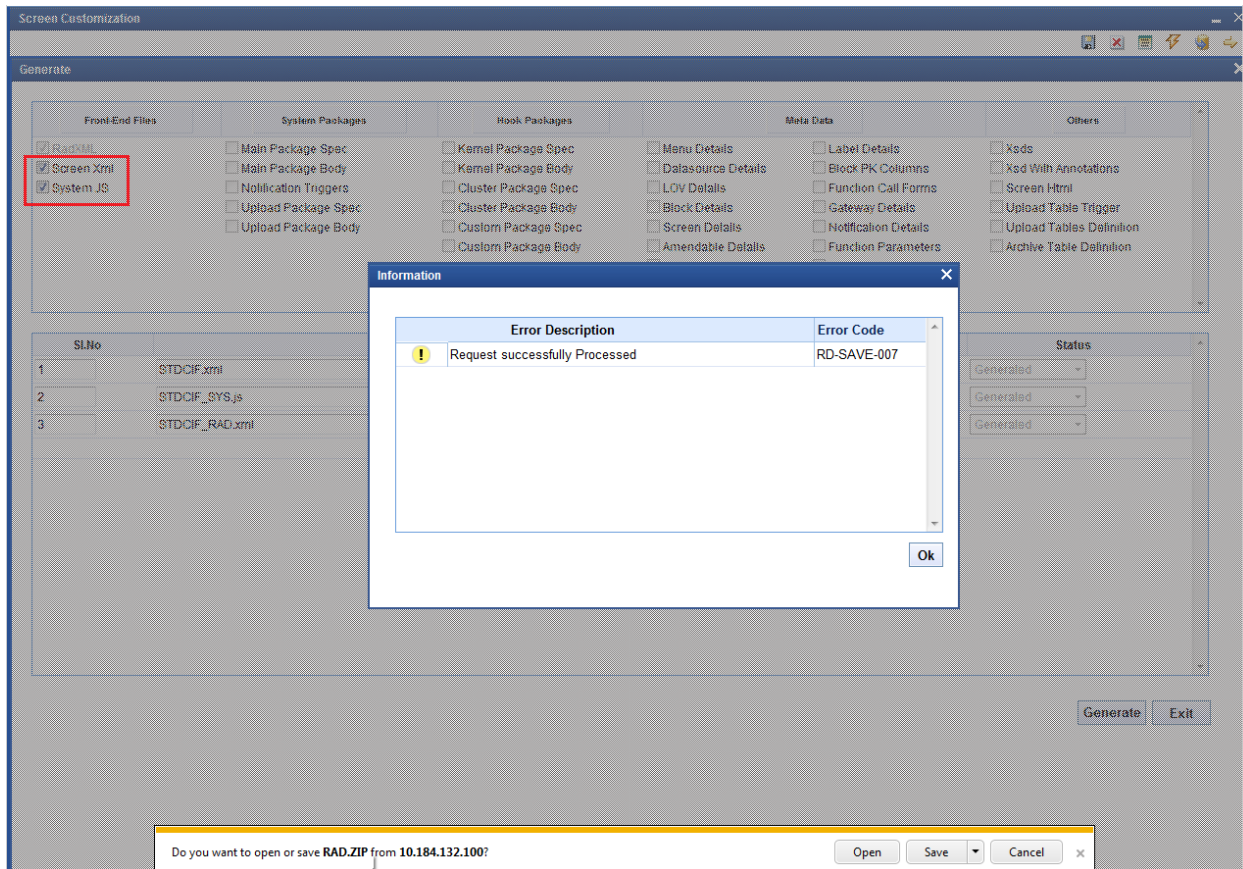 Screen Customization
Generate
Front-End Files System Packages Hook Packages Meta Data Others
RadXML Main Package Spec Kernel Package Spec Menu Details Label Details Xsds
Screen Xml Main Package Body Kernel Package Body Datasource Details Block PK Columns Xsd With Annotations
System JS Notification Triggers Cluster Package Spec LOV Details Function Call Forms Screen Html
Upload Package Spec Cluster Package Body Block Details Gateway Details Upload Table Trigger
Upload Package Body Custom Package Spec Screen Details Notification Details Upload Tables Definition
Custom Package Body Amendable Details Function Parameters Archive Table Definition
Information
Error Description Error Code
Request successfully Processed RD-SAVE-007
Ok
Sl.No Status
1 STDCIF.xml Generated
2 STDCIF_SYS.js Generated
3 STDCIF_RAD.xml Generated
Generate Exit
Do you want to open or save RAD.ZIP from 10.184.132.100? Open Save Cancel